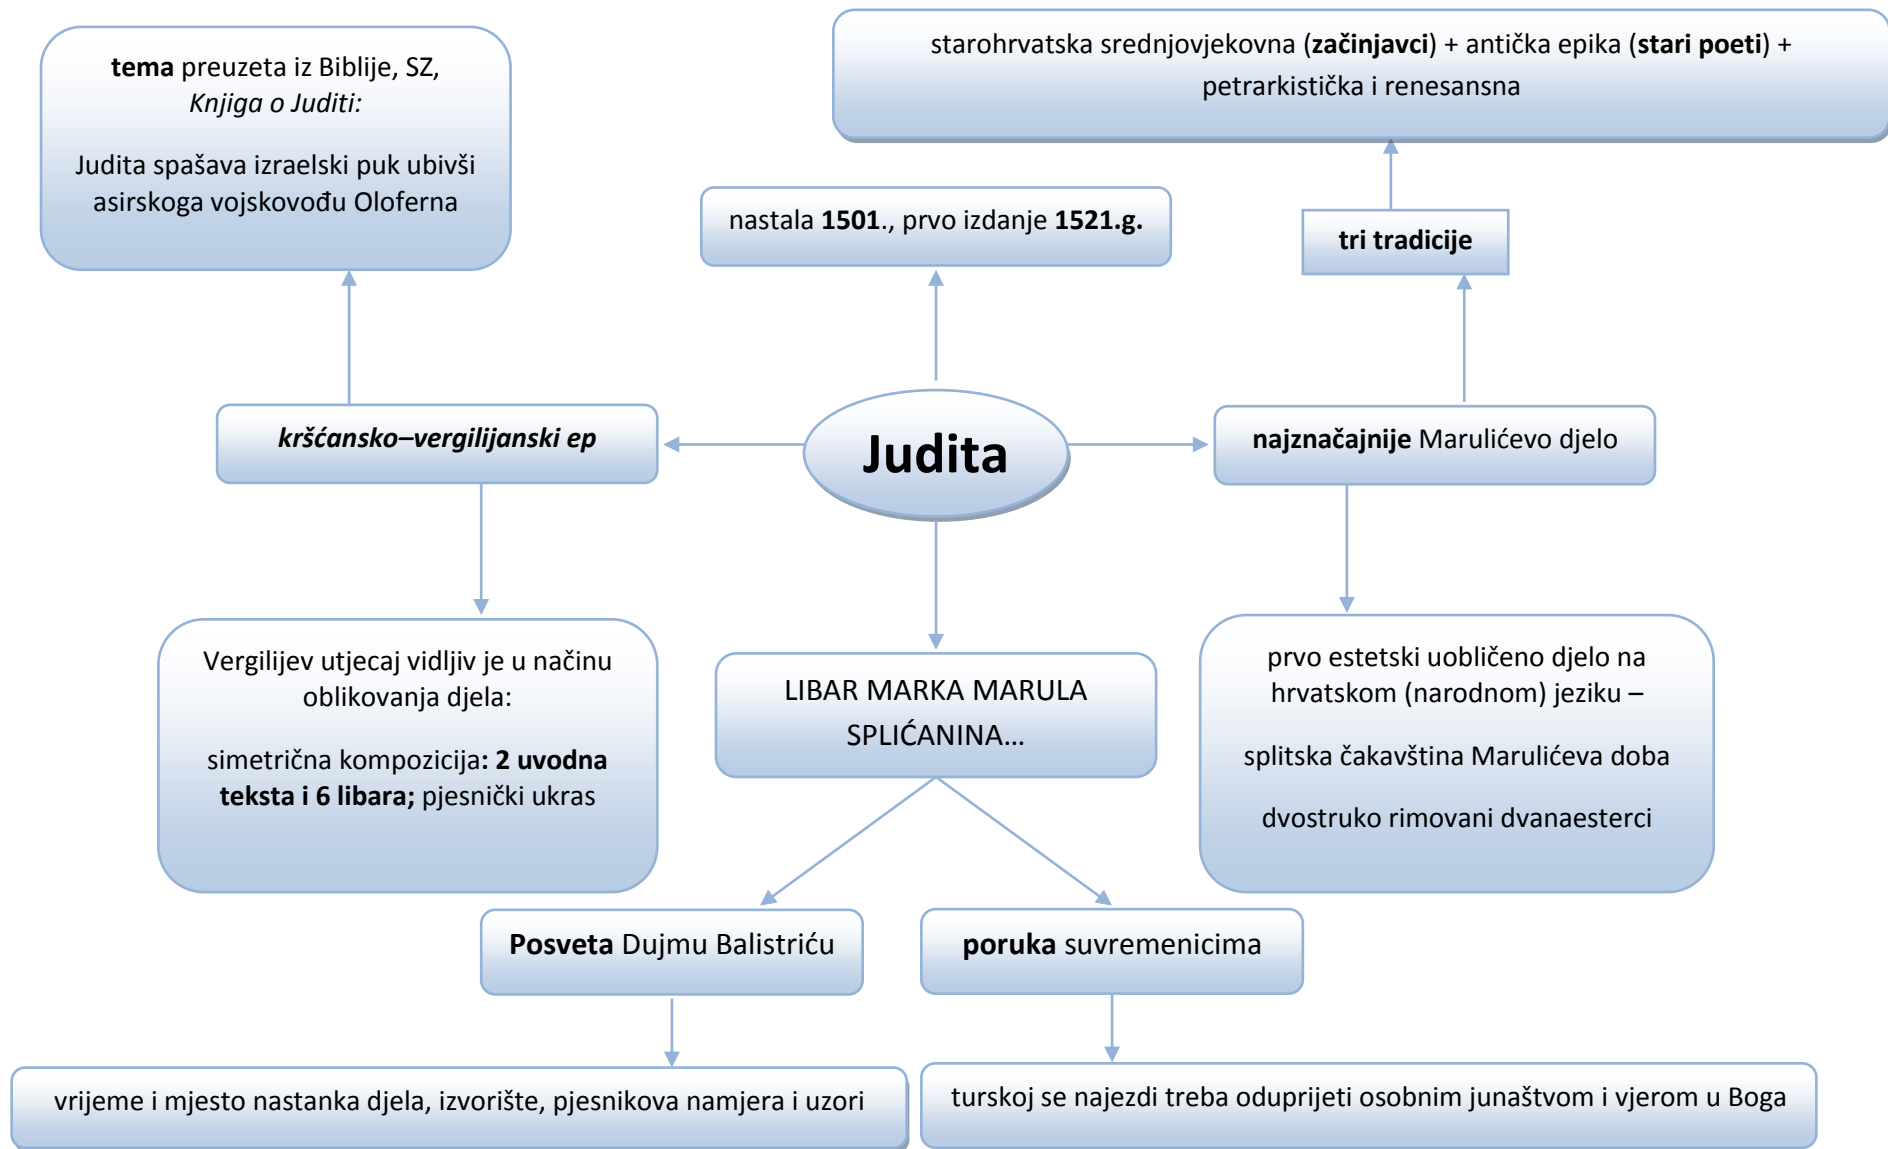 tema preuzeta iz Biblije, SZ,
Knjiga o Juditi:
Judita spašava izraelski puk ubivši
asirskoga vojskovođu Oloferna
starohrvatska srednjovjekovna (začinjavci) + antička epika (stari poeti) +
petrarkistička i renesansna
nastala 1501., prvo izdanje 1521.g.
tri tradicije
kršćansko–vergilijanski ep
Judita
najznačajnije Marulićevo djelo
Vergilijev utjecaj vidljiv je u načinu
oblikovanja djela:
simetrična kompozicija: 2 uvodna
teksta i 6 libara; pjesnički ukras
LIBAR MARKA MARULA
SPLIĆANINA...
prvo estetski uobličeno djelo na
hrvatskom (narodnom) jeziku –
splitska čakavština Marulićeva doba
dvostruko rimovani dvanaesterci
Posveta Dujmu Balistriću
poruka suvremenicima
vrijeme i mjesto nastanka djela, izvorište, pjesnikova namjera i uzori
turskoj se najezdi treba oduprijeti osobnim junaštvom i vjerom u Boga